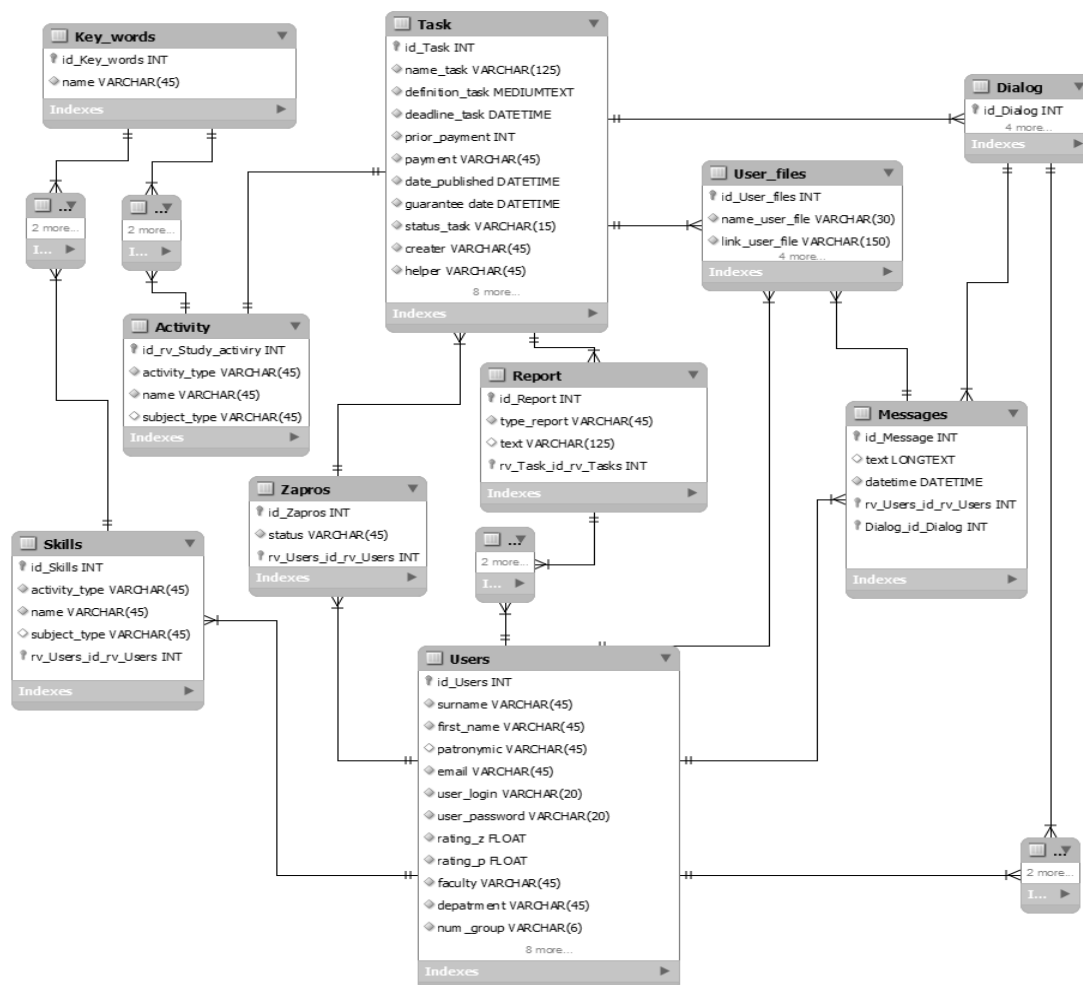 Key_words
id_Key_words INT
name VARCHAR(45)
Indexes
Task
id_Task INT
name_task VARCHAR(125)
definition_task MEDIUMTEXT
deadline_task DATETIME
prior_payment INT
payment VARCHAR(45)
date_published DATETIME
guarantee date DATETIME
status_task VARCHAR(15)
creater VARCHAR(45)
helper VARCHAR(45)
8 more...
Indexes
Dialog
id_Dialog INT
4 more...
Indexes
User_files
id_User_files INT
name_user_file VARCHAR(30)
link_user_file VARCHAR(150)
4 more...
Indexes
...
2 more...
I...
...
2 more...
I...
Activity
id_rv_Study_activiry INT
activity_type VARCHAR(45)
name VARCHAR(45)
subject_type VARCHAR(45)
Indexes
Report
id_Report INT
type_report VARCHAR(45)
text VARCHAR(125)
rv_Task_id_rv_Tasks INT
Indexes
Messages
id_Message INT
text LONGTEXT
datetime DATETIME
rv_Users_id_rv_Users INT
Dialog_id_Dialog INT
Indexes
Zapros
id_Zapros INT
status VARCHAR(45)
rv_Users_id_rv_Users INT
Indexes
Skills
id_Skills INT
activity_type VARCHAR(45)
name VARCHAR(45)
subject_type VARCHAR(45)
rv_Users_id_rv_Users INT
Indexes
...
2 more...
I...
Users
id_Users INT
surname VARCHAR(45)
first_name VARCHAR(45)
patronymic VARCHAR(45)
email VARCHAR(45)
user_login VARCHAR(20)
user_password VARCHAR(20)
rating_z FLOAT
rating_p FLOAT
faculty VARCHAR(45)
depatrment VARCHAR(45)
num_group VARCHAR(6)
8 more...
Indexes
...
2 more...
I...